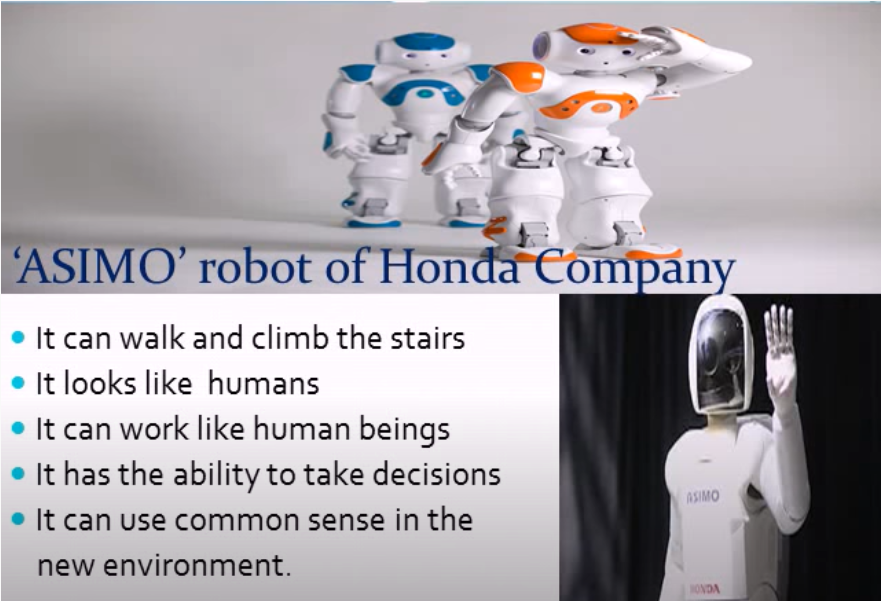 ‘ASIMO’ robot of Honda Company
It can walk and climb the stairs
It looks like humans
It can work like human beings
It has the ability to take decisions
It can use common sense in the
new environment.
ASIMO
HONDA